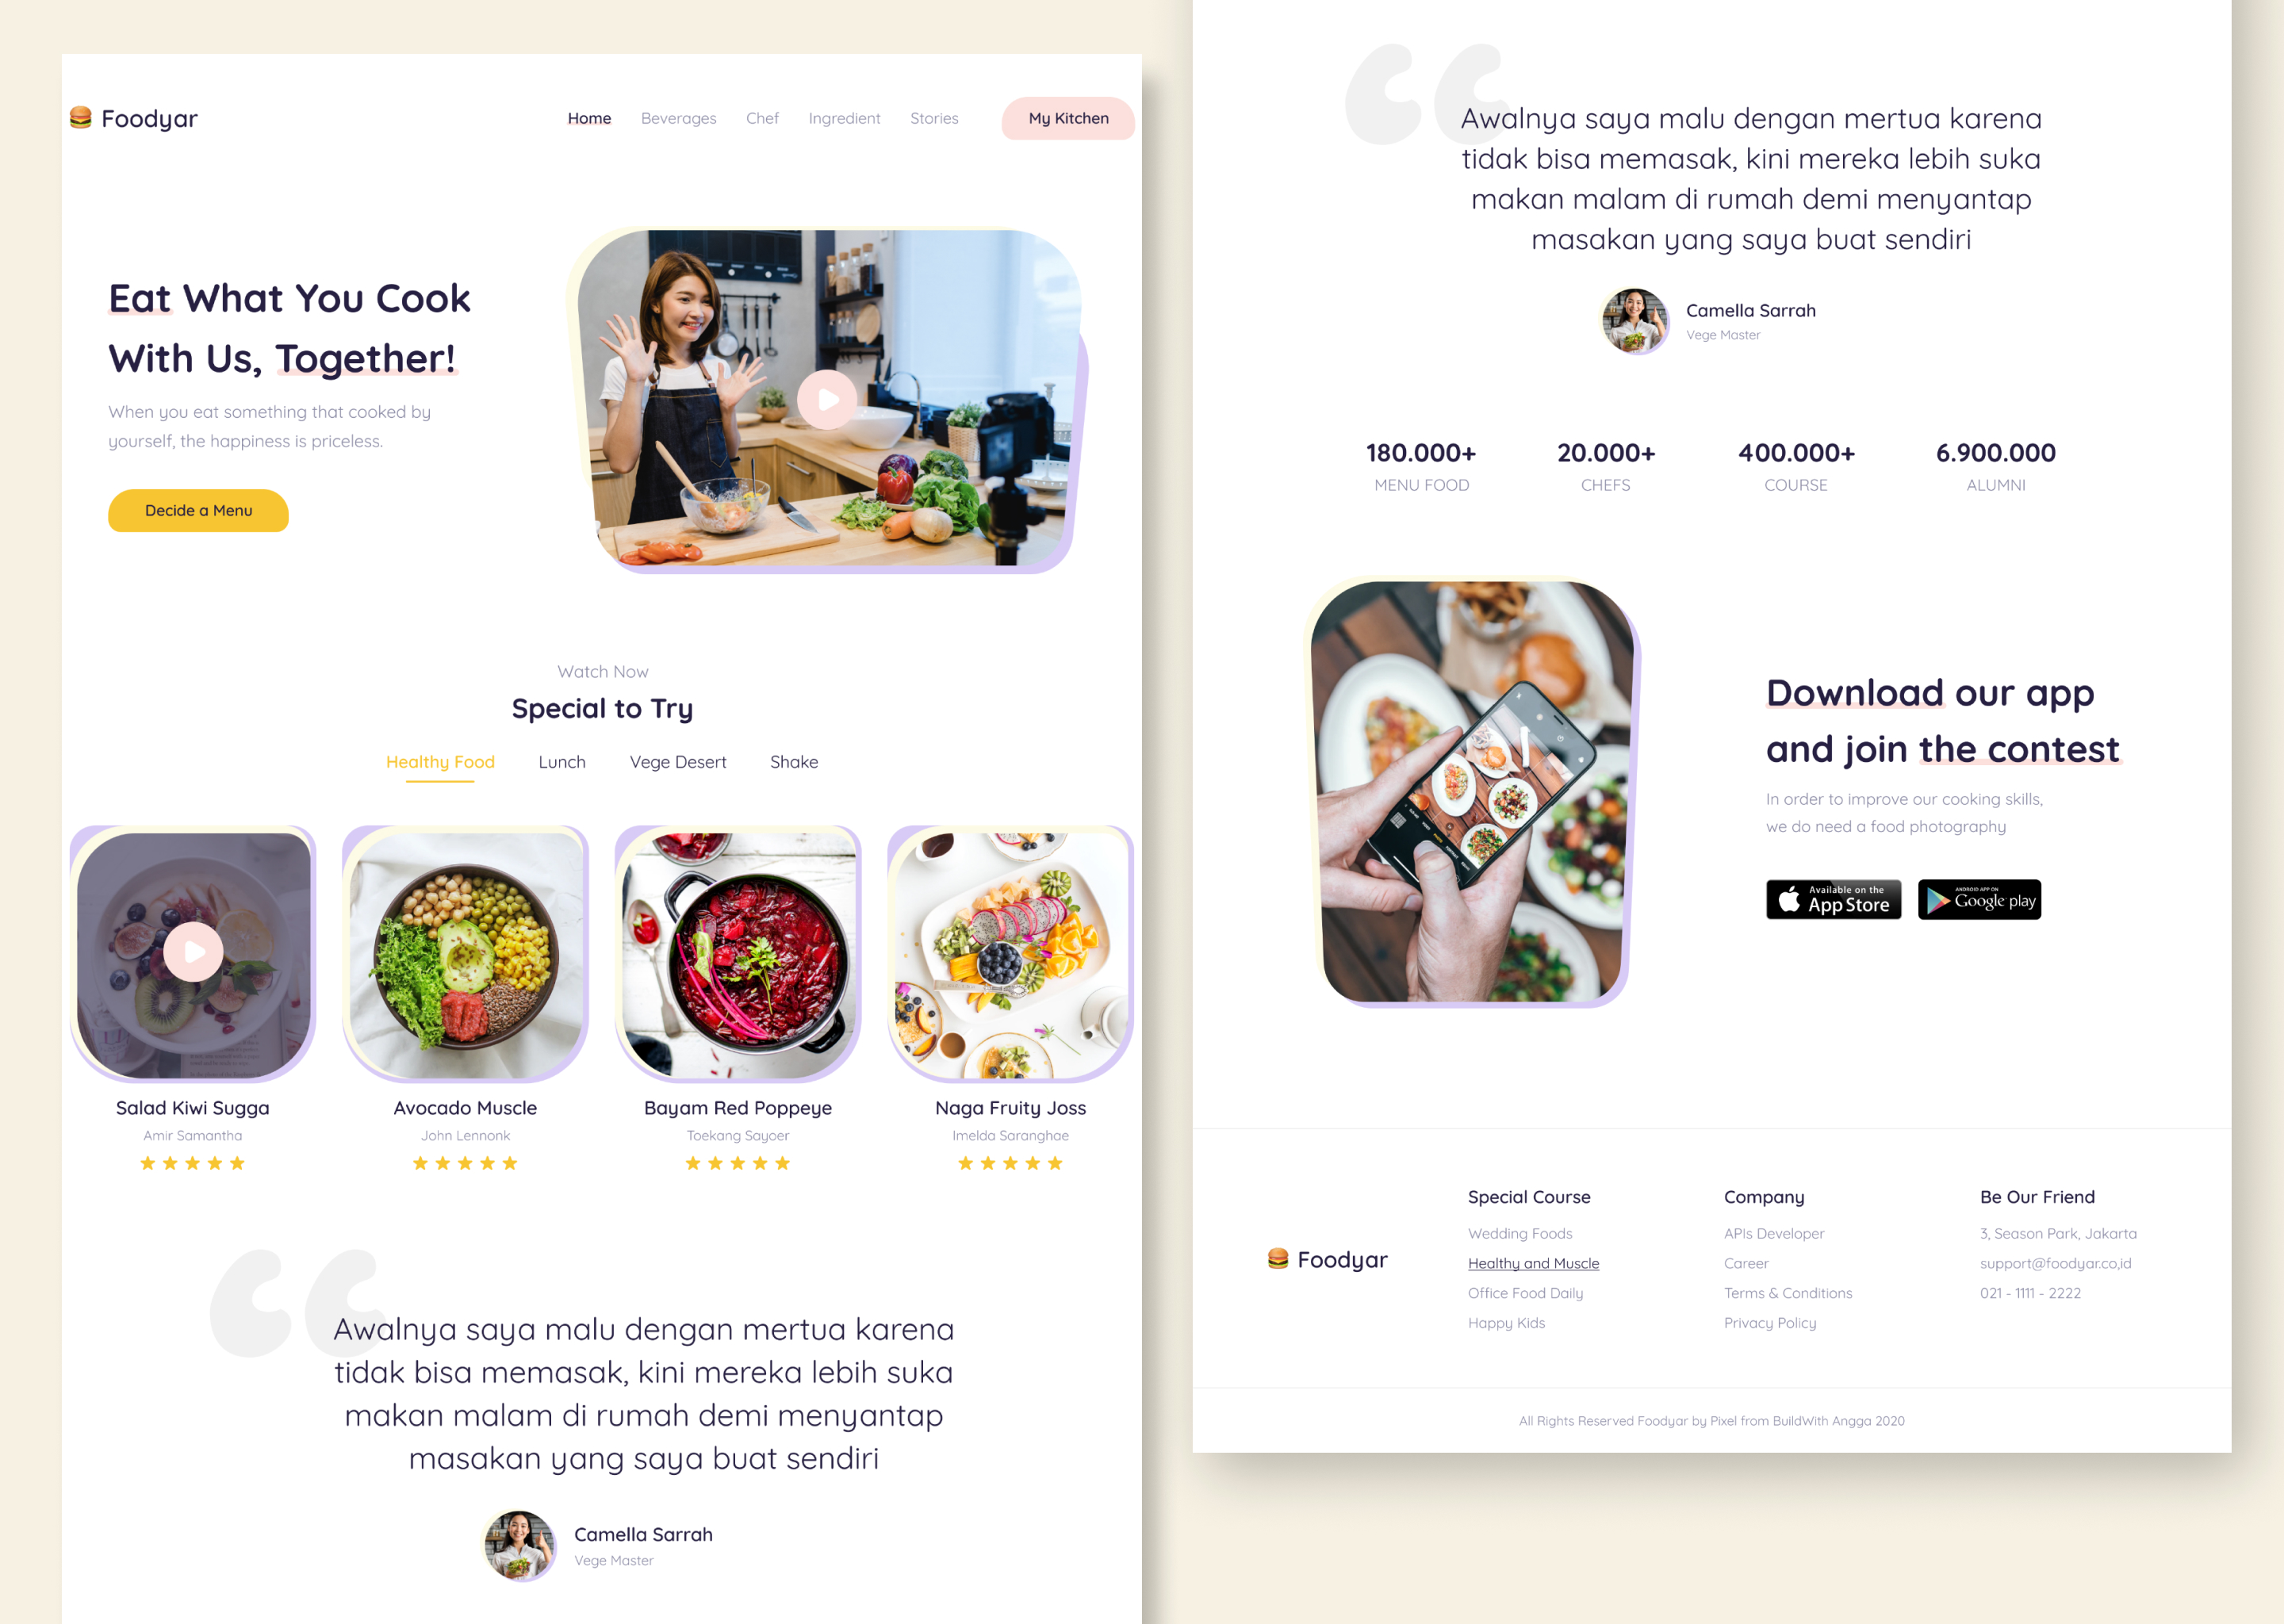 Foodyar
Home Beverages Chef Ingredient Stories My Kitchen
Eat What You Cook
With Us, Together!
When you eat something that cooked by
yourself, the happiness is priceless.
Decide a Menu
Watch Now
Special to Try
Healthy Food Lunch Vege Desert Shake
Salad Kiwi Sugga
Amir Samantha
Avocado Muscle
John Lennonk
Bayam Red Poppeye
Toekang Sayoer
Naga Fruity Joss
Imelda Saranghae
“
Awalnya saya malu dengan mertua karena
tidak bisa memasak, kini mereka lebih suka
makan malam di rumah demi menyantap
masakan yang saya buat sendiri
Camella Sarrah
Vege Master
“
Awalnya saya malu dengan mertua karena
tidak bisa memasak, kini mereka lebih suka
makan malam di rumah demi menyantap
masakan yang saya buat sendiri
Camella Sarrah
Vege Master
180.000+
MENU FOOD
20.000+
CHEFS
400.000+
COURSE
6.900.000
ALUMNI
Download our app
and join the contest
In order to improve our cooking skills,
we do need a food photography
Available on the
App Store
ANDROID APP ON
Google play
Foodyar
Special Course
Wedding Foods
Healthy and Muscle
Office Food Daily
Happy Kids
Company
APIs Developer
Career
Terms & Conditions
Privacy Policy
Be Our Friend
3, Season Park, Jakarta
support@foodyar.co,id
021 - 1111 - 2222
All Rights Reserved Foodyar by Pixel from BuildWith Angga 2020